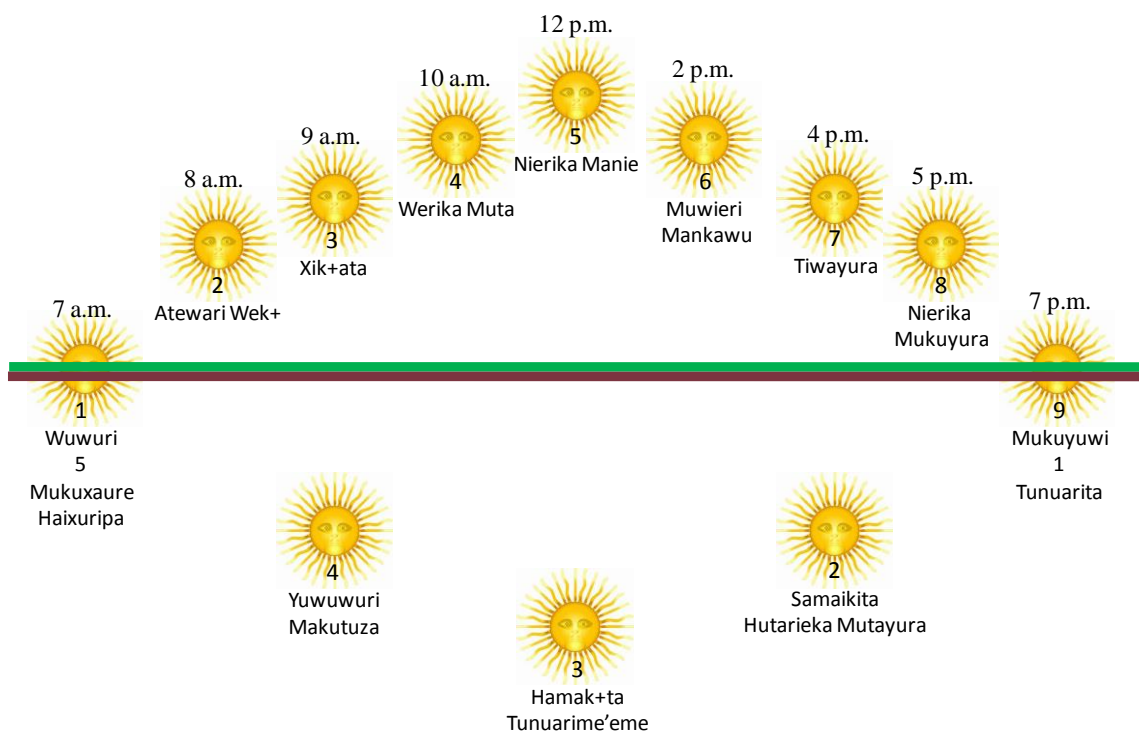 12 p.m.
5
Nierika Manie
10 a.m.
4
Werika Muta
2 p.m.
6
Muwieri
Mankawu
9 a.m.
3
Xik+ata
4 p.m.
7
Tiwayura
8 a.m.
2
Atewari Wek+
5 p.m.
8
Nierika
Mukuyura
7 a.m.
1
Wuwuri
5
Mukuxaure
Haixuripa
7 p.m.
9
Mukuyuwi
1
Tunuarita
4
Yuwuwuri
Makutuza
2
Samaikita
Hutarieka Mutayura
3
Hamak+ta
Tunuarime’eme